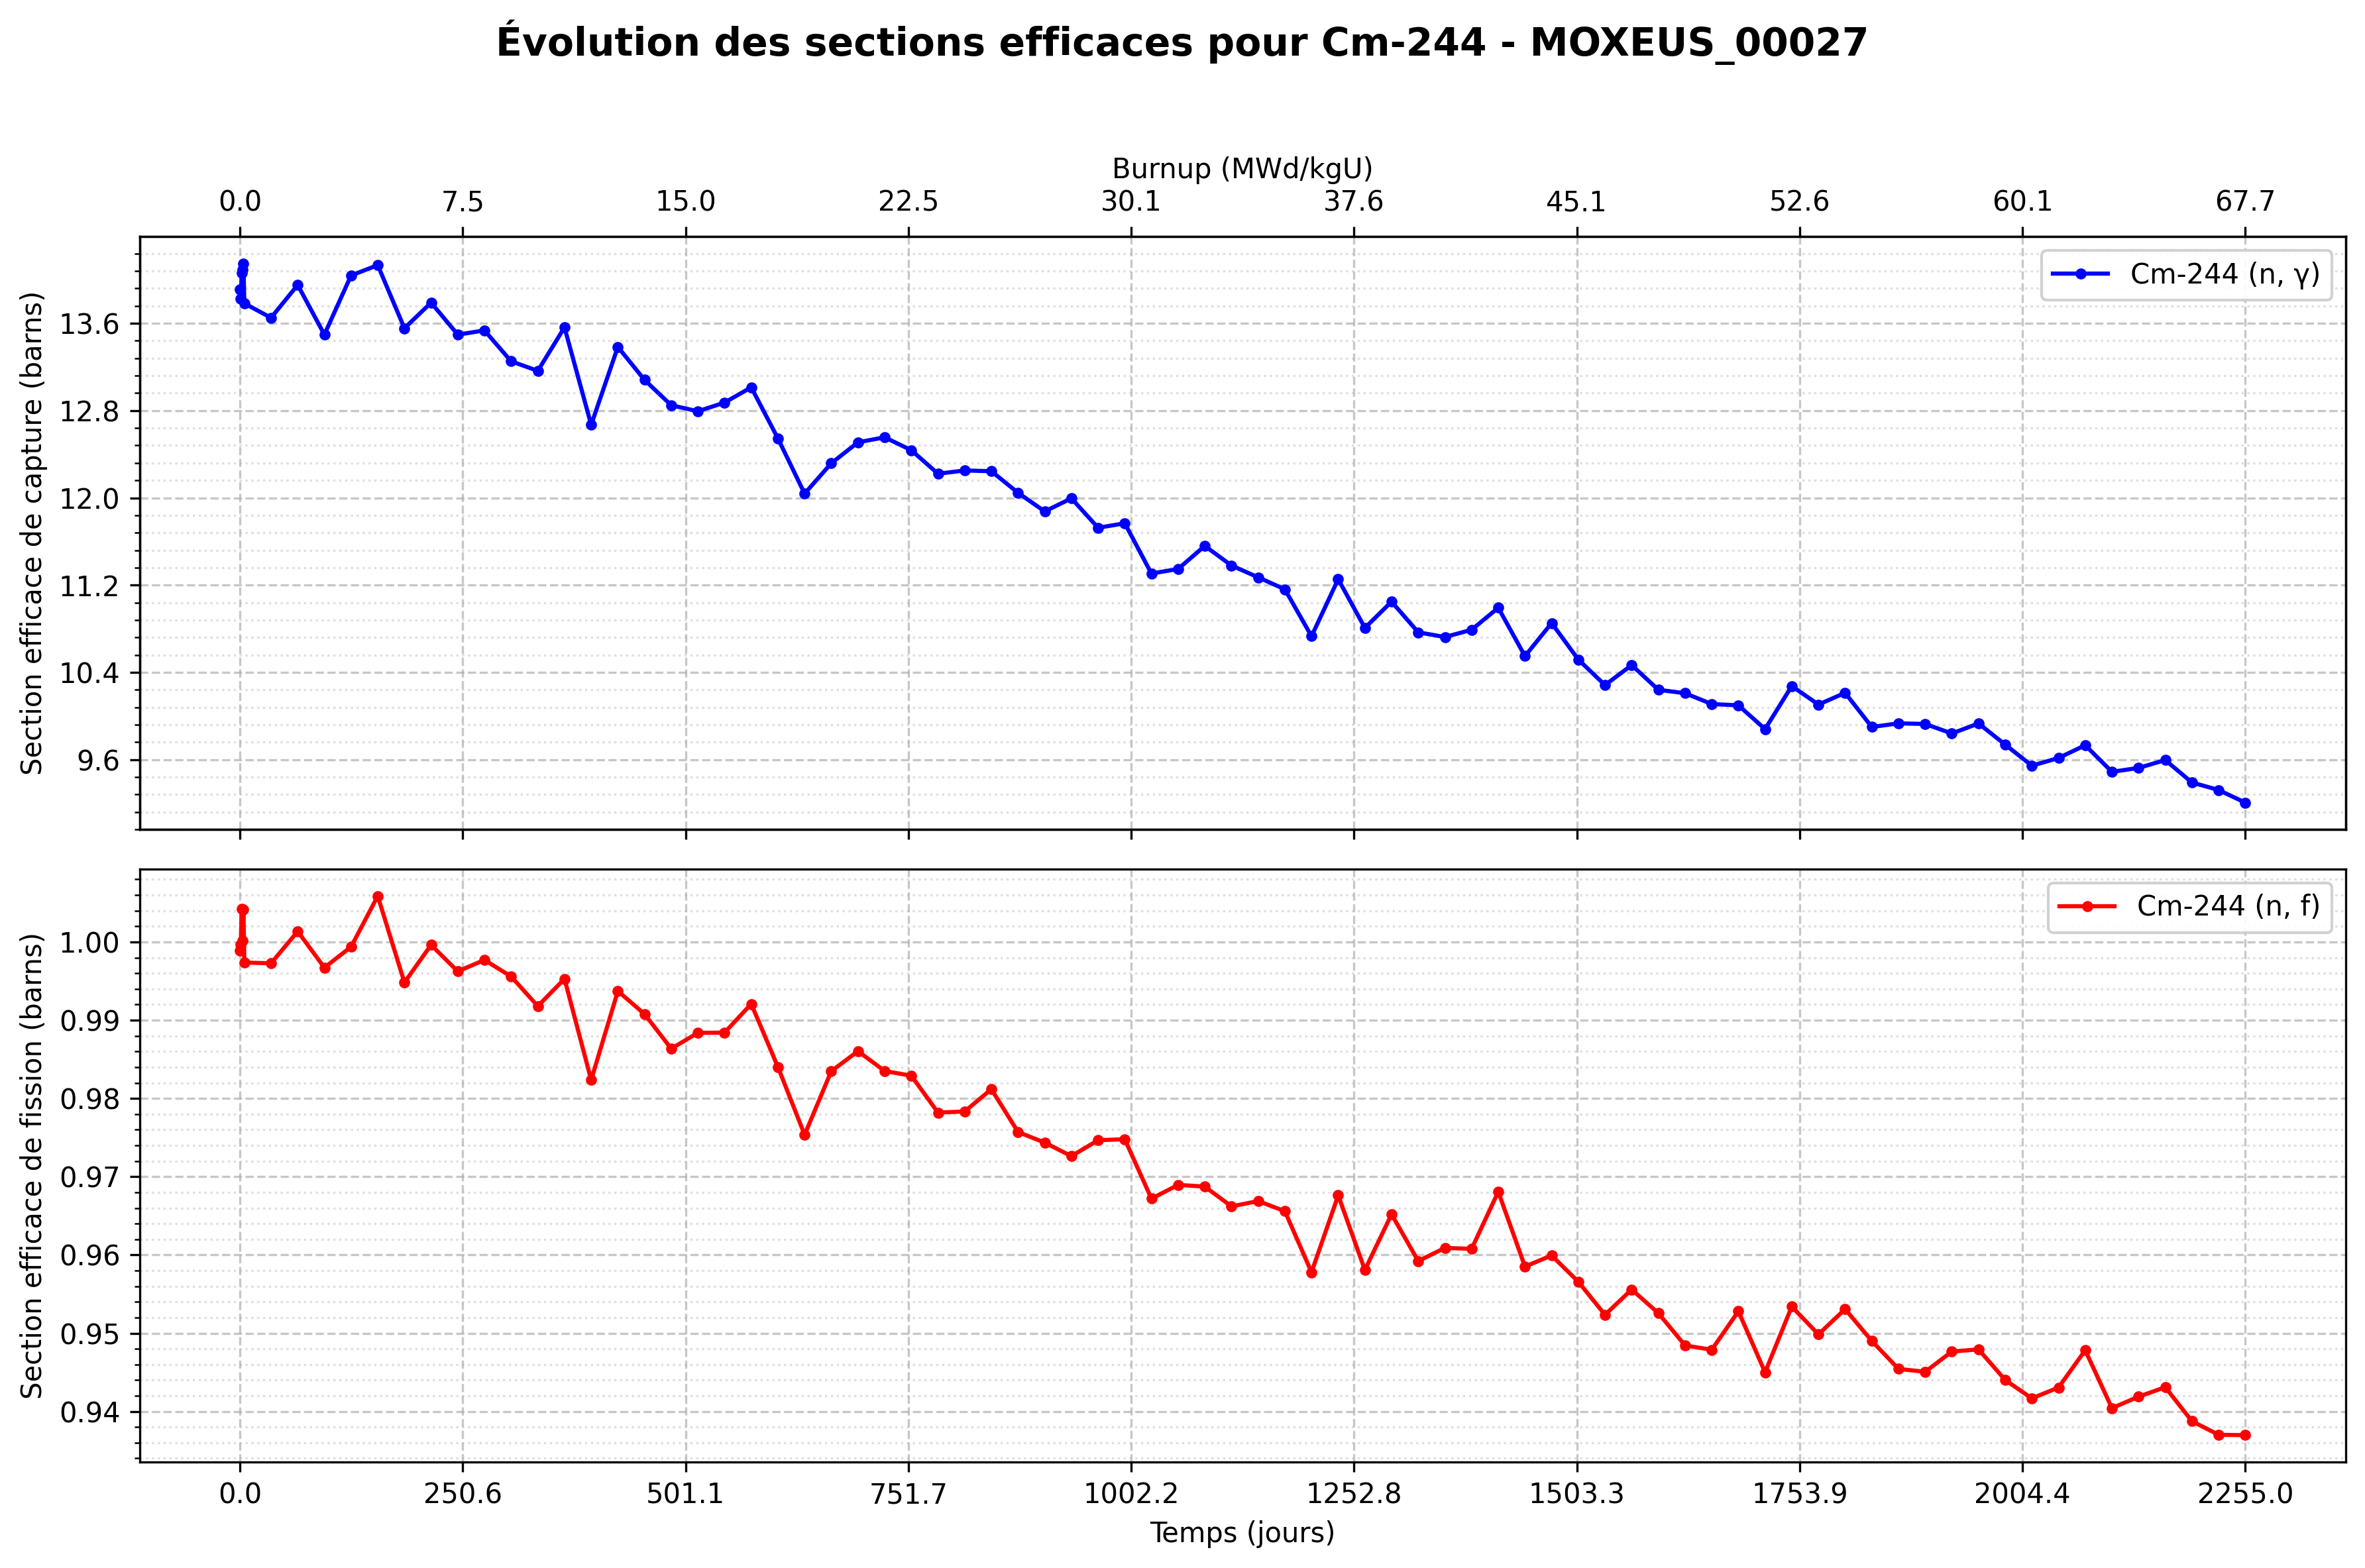 Évolution des sections efficaces pour Cm-244 - MOXEUS_00027
Burnup (MWd/kgU)
0.0 7.5 15.0 22.5 30.1 37.6 45.1 52.6 60.1 67.7
Section efficace de capture (barns)
13.6
12.8
12.0
11.2
10.4
9.6
Cm-244 (n, γ)
Section efficace de fission (barns)
1.00
0.99
0.98
0.97
0.96
0.95
0.94
Cm-244 (n, f)
0.0 250.6 501.1 751.7 1002.2 1252.8 1503.3 1753.9 2004.4 2255.0
Temps (jours)